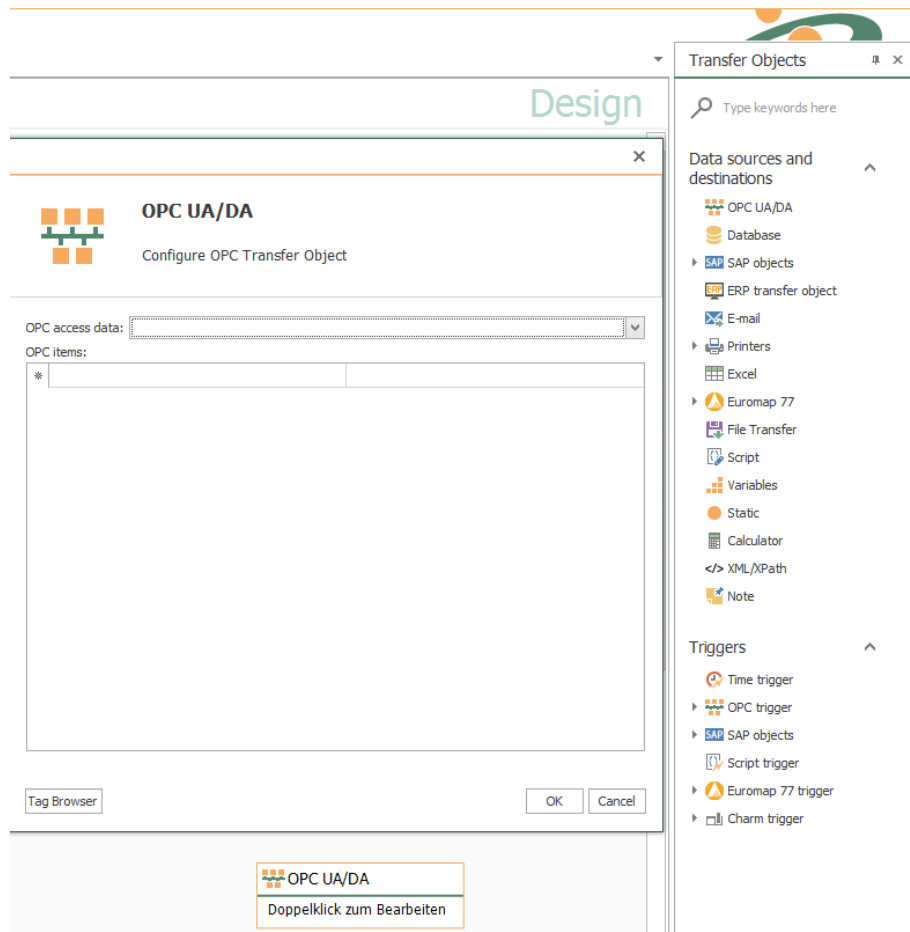 Design
OPC UA/DA
Configure OPC Transfer Object
OPC access data:
OPC items:
Tag Browser
OK
Cancel
OPC UA/DA
Doppelklick zum Bearbeiten
Transfer Objects
Type keywords here
Data sources and
destinations
OPC UA/DA
Database
SAP SAP objects
ERP ERP transfer object
E-mail
Printers
Excel
Euromap 77
File Transfer
Script
Variables
Static
Calculator
</> XML/XPath
Note
Triggers
Time trigger
OPC trigger
SAP SAP objects
Script trigger
Euromap 77 trigger
Charm trigger